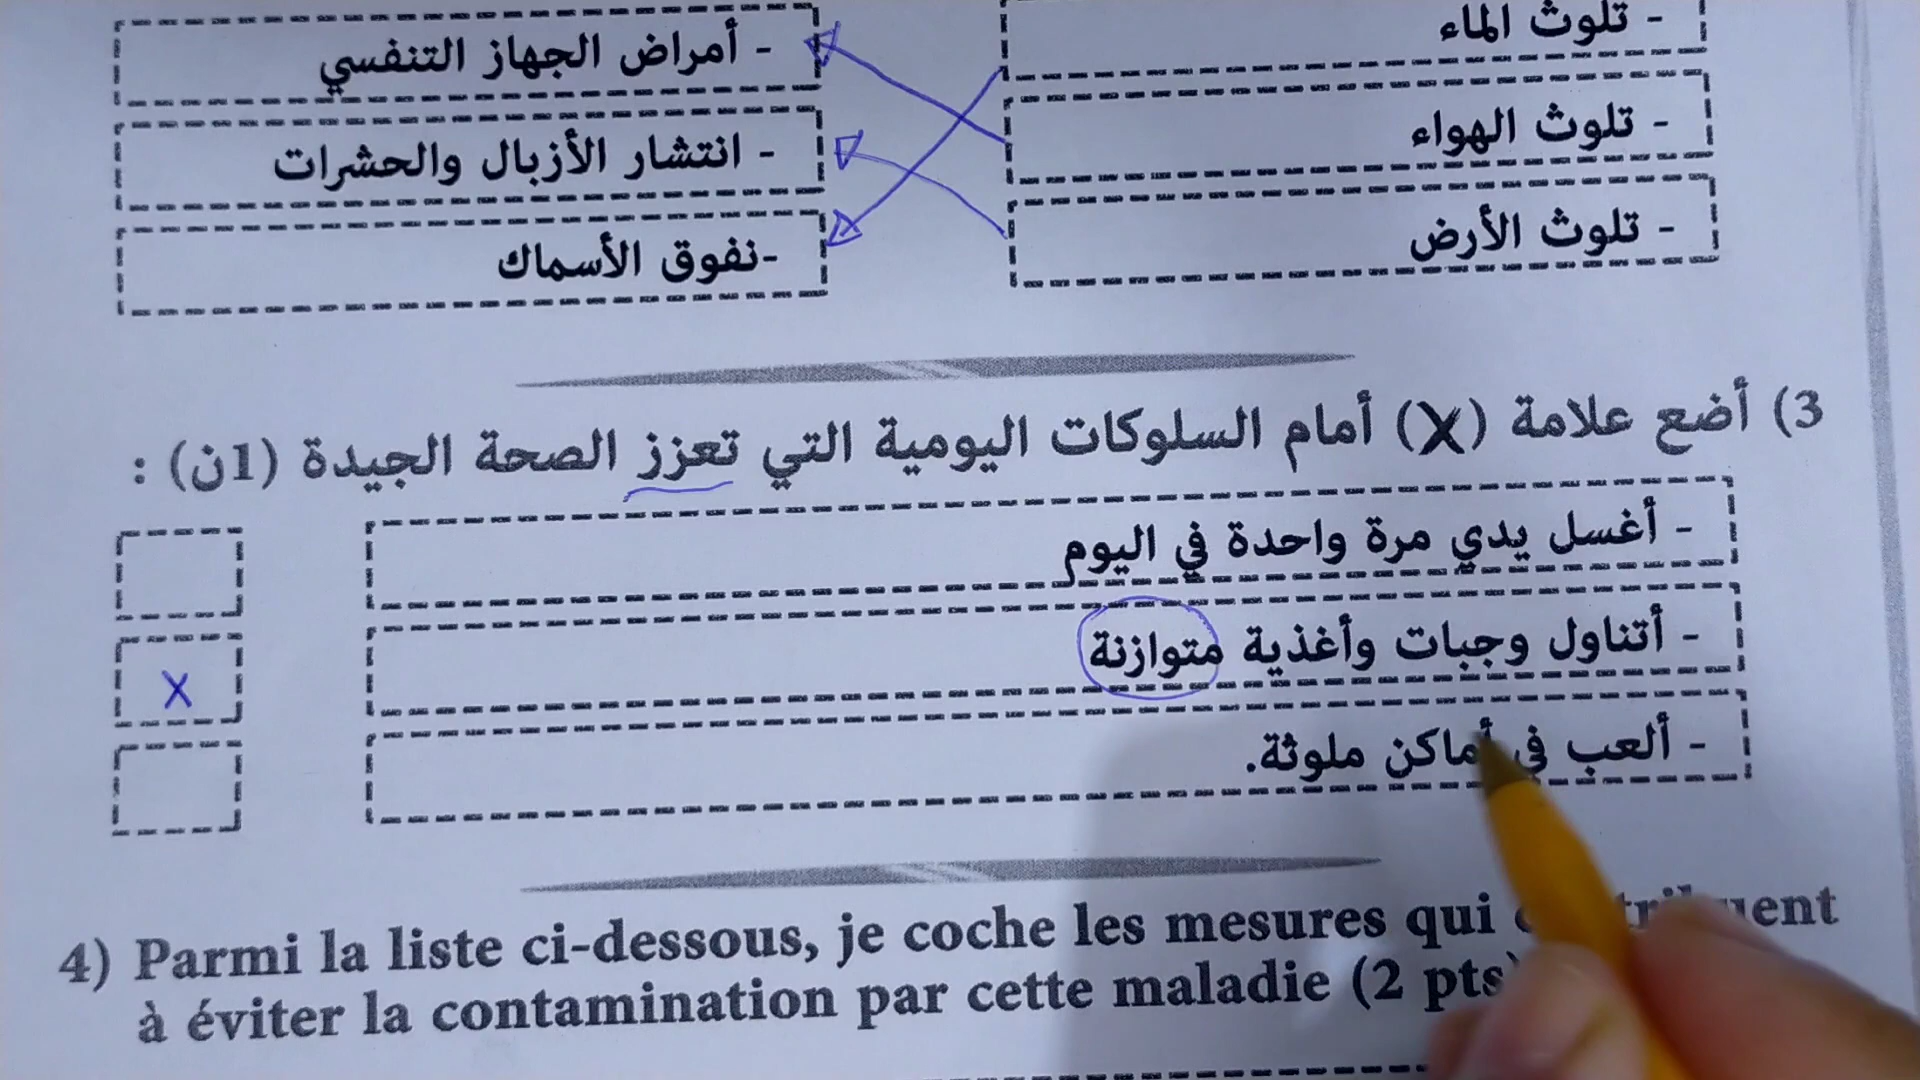 - تلوث الماء
- أمراض الجهاز التنفسي
- تلوث الهواء
- انتشار الأزبال والحشرات
- تلوث الأرض
-نفوق الأسماك
3) أضع علامة (X) أمام السلوكات اليومية التي تعزز الصحة الجيدة (1ن) :
- أغسل يدي مرة واحدة في اليوم
- أتناول وجبات وأغذية متوازنة
X
- ألعب في أماكن ملوثة.
4) Parmi la liste ci-dessous, je coche les mesures qui
à éviter la contamination par cette maladie (2 pts)